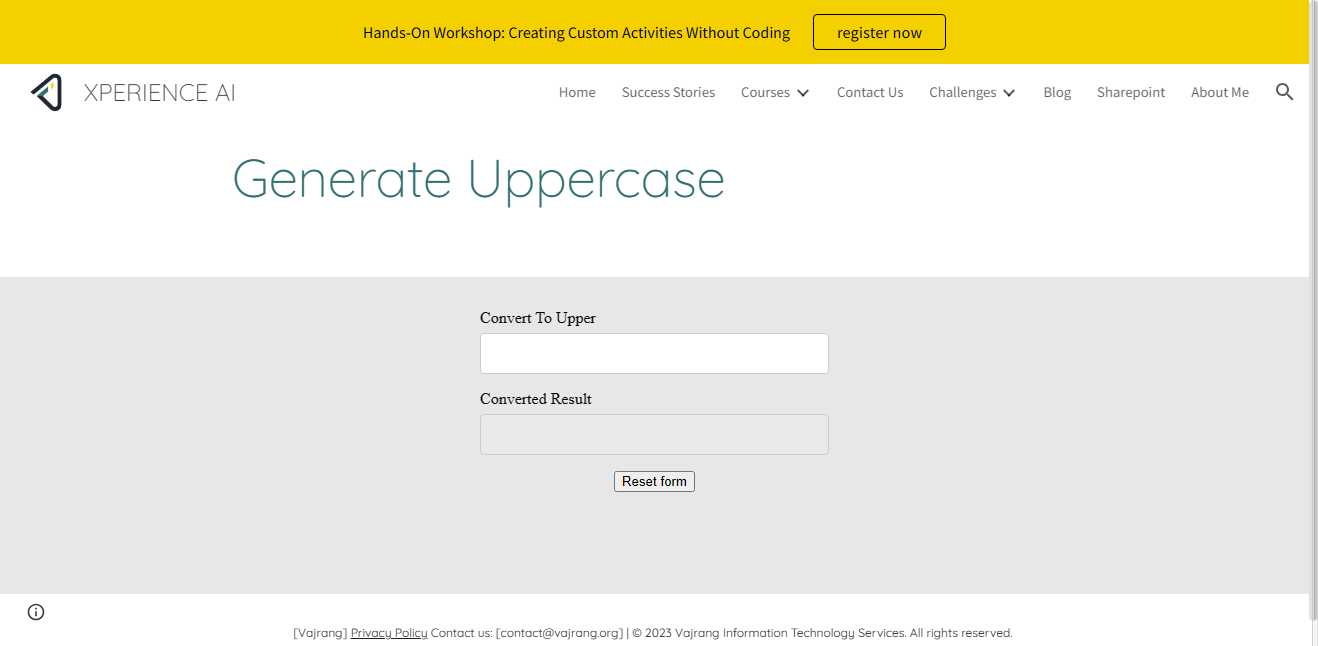 Hands-On Workshop: Creating Custom Activities Without Coding register now
XPERIENCE AI Home Success Stories Courses Contact Us Challenges Blog Sharepoint About Me
Generate Uppercase
Convert To Upper
Converted Result
Reset form
[Vajrang] Privacy Policy Contact us: [contact@vajrang.org] | © 2023 Vajrang Information Technology Services. All rights reserved.